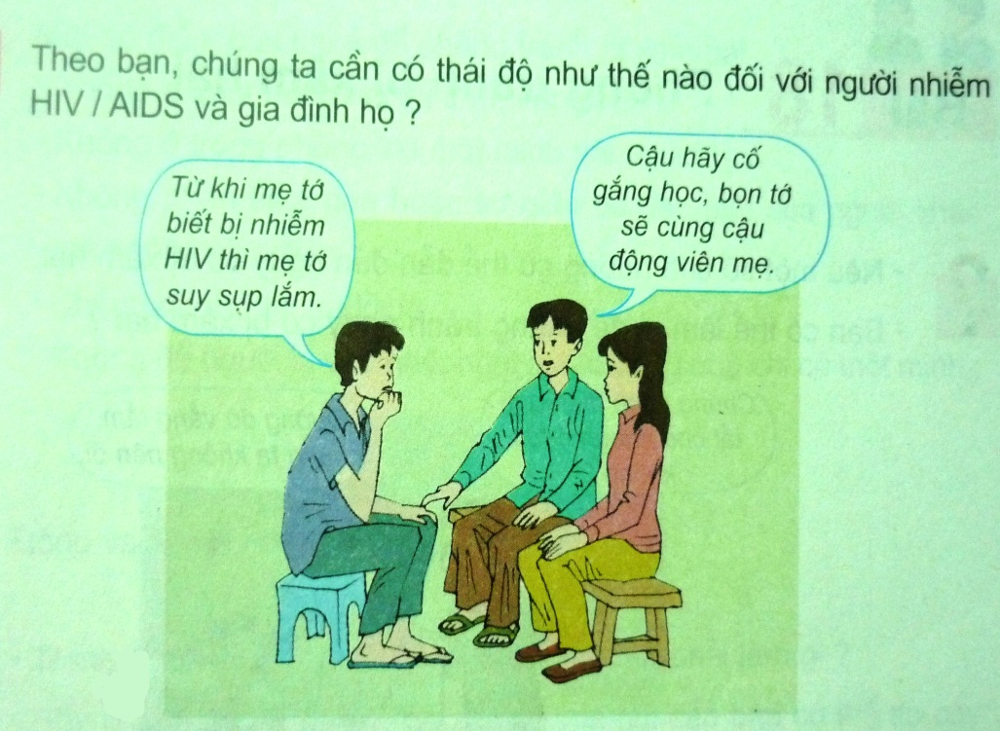 Theo bạn, chúng ta cần có thái độ như thế nào đối với người nhiễm
HIV / AIDS và gia đình họ ?
Từ khi mẹ tớ
biết bị nhiễm
HIV thì mẹ tớ
suy sụp lắm.
Cậu hãy cố
gắng học, bọn tớ
sẽ cùng cậu
động viên mẹ.